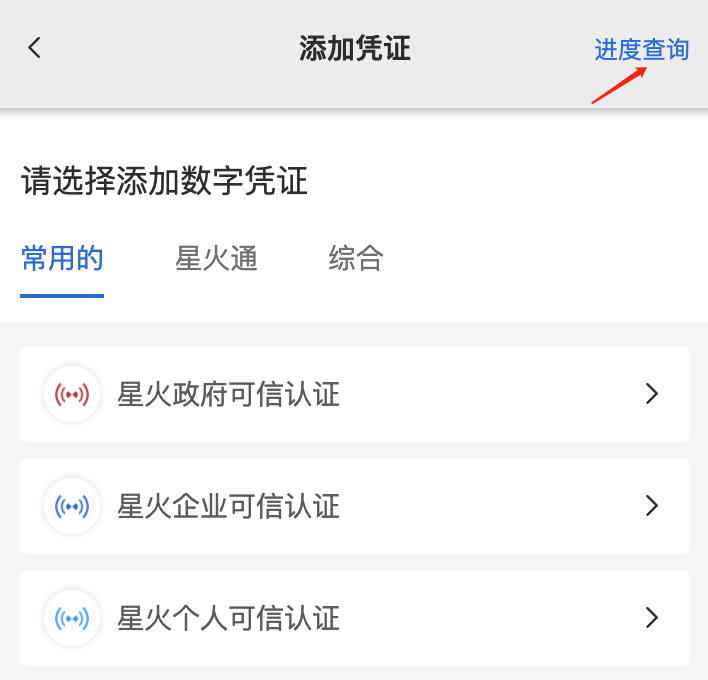 添加凭证 进度查询
请选择添加数字凭证
常用的 星火通 综合
星火政府可信认证
星火企业可信认证
星火个人可信认证